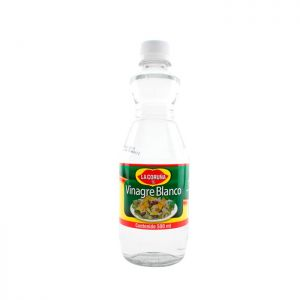 LA CORUÑA
Vinagre Blanco
Contenido 500 ml